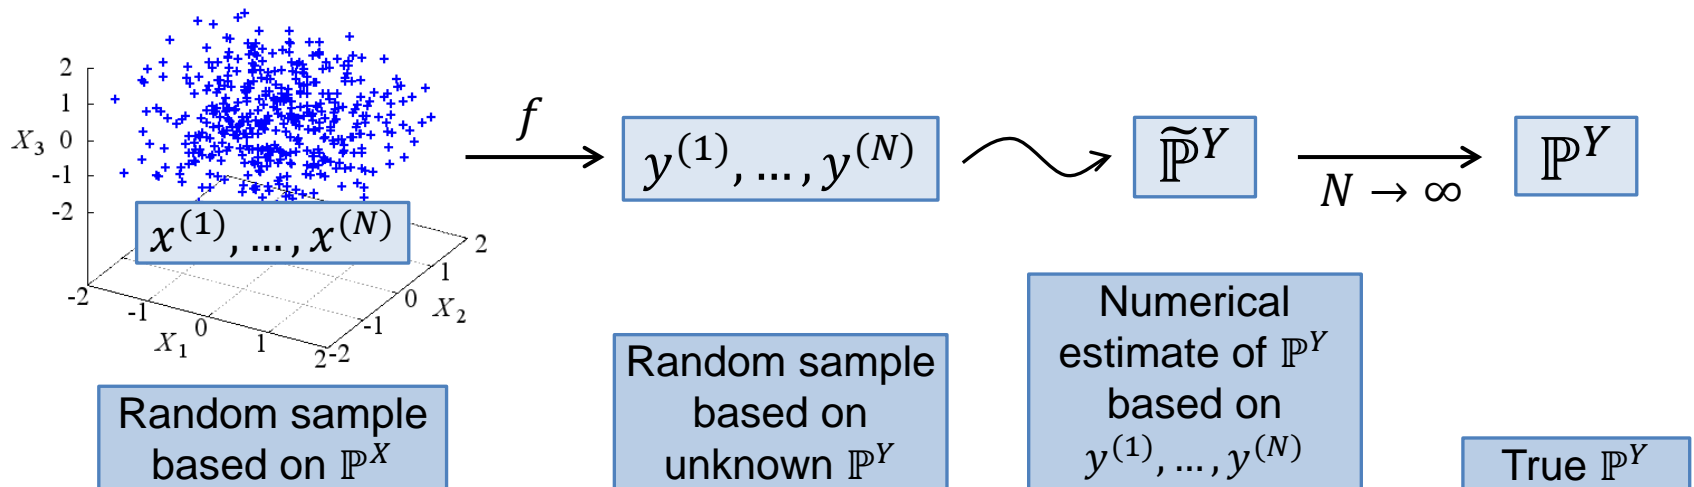 2
1
X₃ 0
-1
-2
x⁽¹⁾, … , x⁽ᴺ⁾
-2 -1 0 1 2
X₁
-2 -1 0 1 2
X₂
f
y⁽¹⁾, … , y⁽ᴺ⁾
ℙ̃ʸ
N → ∞
ℙʸ
Random sample
based on ℙˣ
Random sample
based on
unknown ℙʸ
Numerical
estimate of ℙʸ
based on
y⁽¹⁾, … , y⁽ᴺ⁾
True ℙʸ